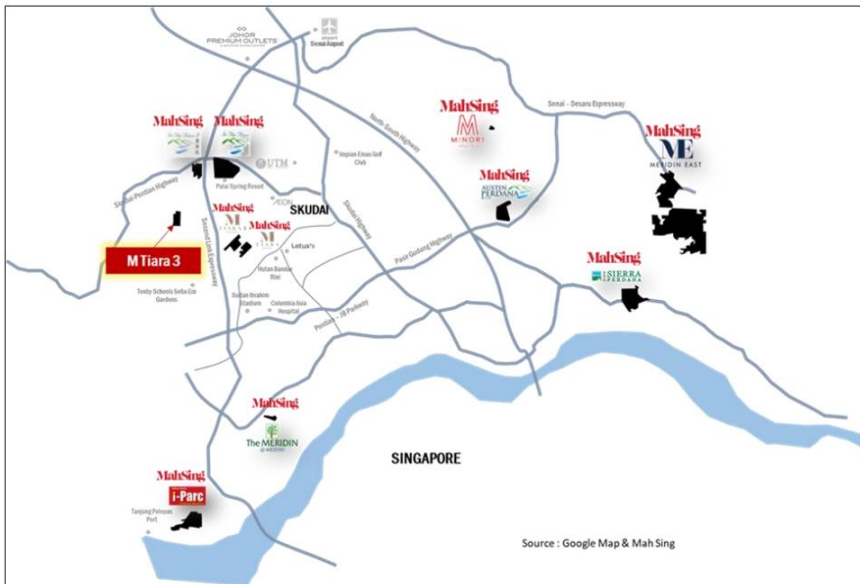 JOHOR
PREMIUM OUTLETS
airport
Senai Airport
North South Highway
Senai – Desaru Expressway
MahSing
MINORI
MahSing
ME
MERIDIN EAST
MahSing
MahSing
UTM
Impian Emas Golf
Club
Pulai Spring Resort
MahSing
AUSTIN
PERDANA
Skudai-Pontian Highway
AEON
SKUDAI
Skudai Highway
MahSing
MahSing
M
TIARA
Lotus's
Second Link Expressway
M Tiara 3
Hutan Bandar
Pasir Gudang Highway
MahSing
SIERRA
PERDANA
Tenby Schools Setia Eco
Gardens
Sultan Ibrahim
Stadium
Columbia Asia
Hospital
Pontian – JB Parkway
MahSing
The MERIDIN
@ MEDINI
SINGAPORE
MahSing
i-Parc
Tanjung Pelepas
Port
Source : Google Map & Mah Sing